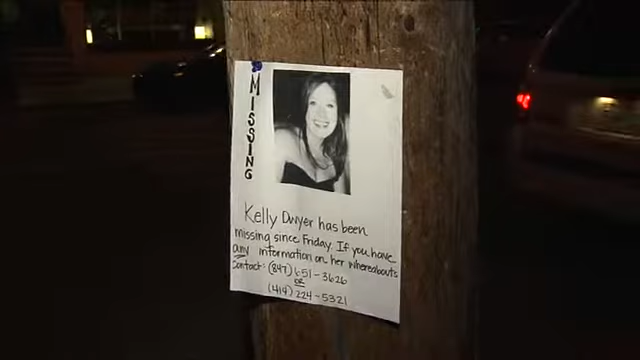 MISSING
Kelly Dwyer has been
missing since Friday. If you have
any information on her whereabouts
Contact: (847) 651-3626
OR
(414) 224-5321